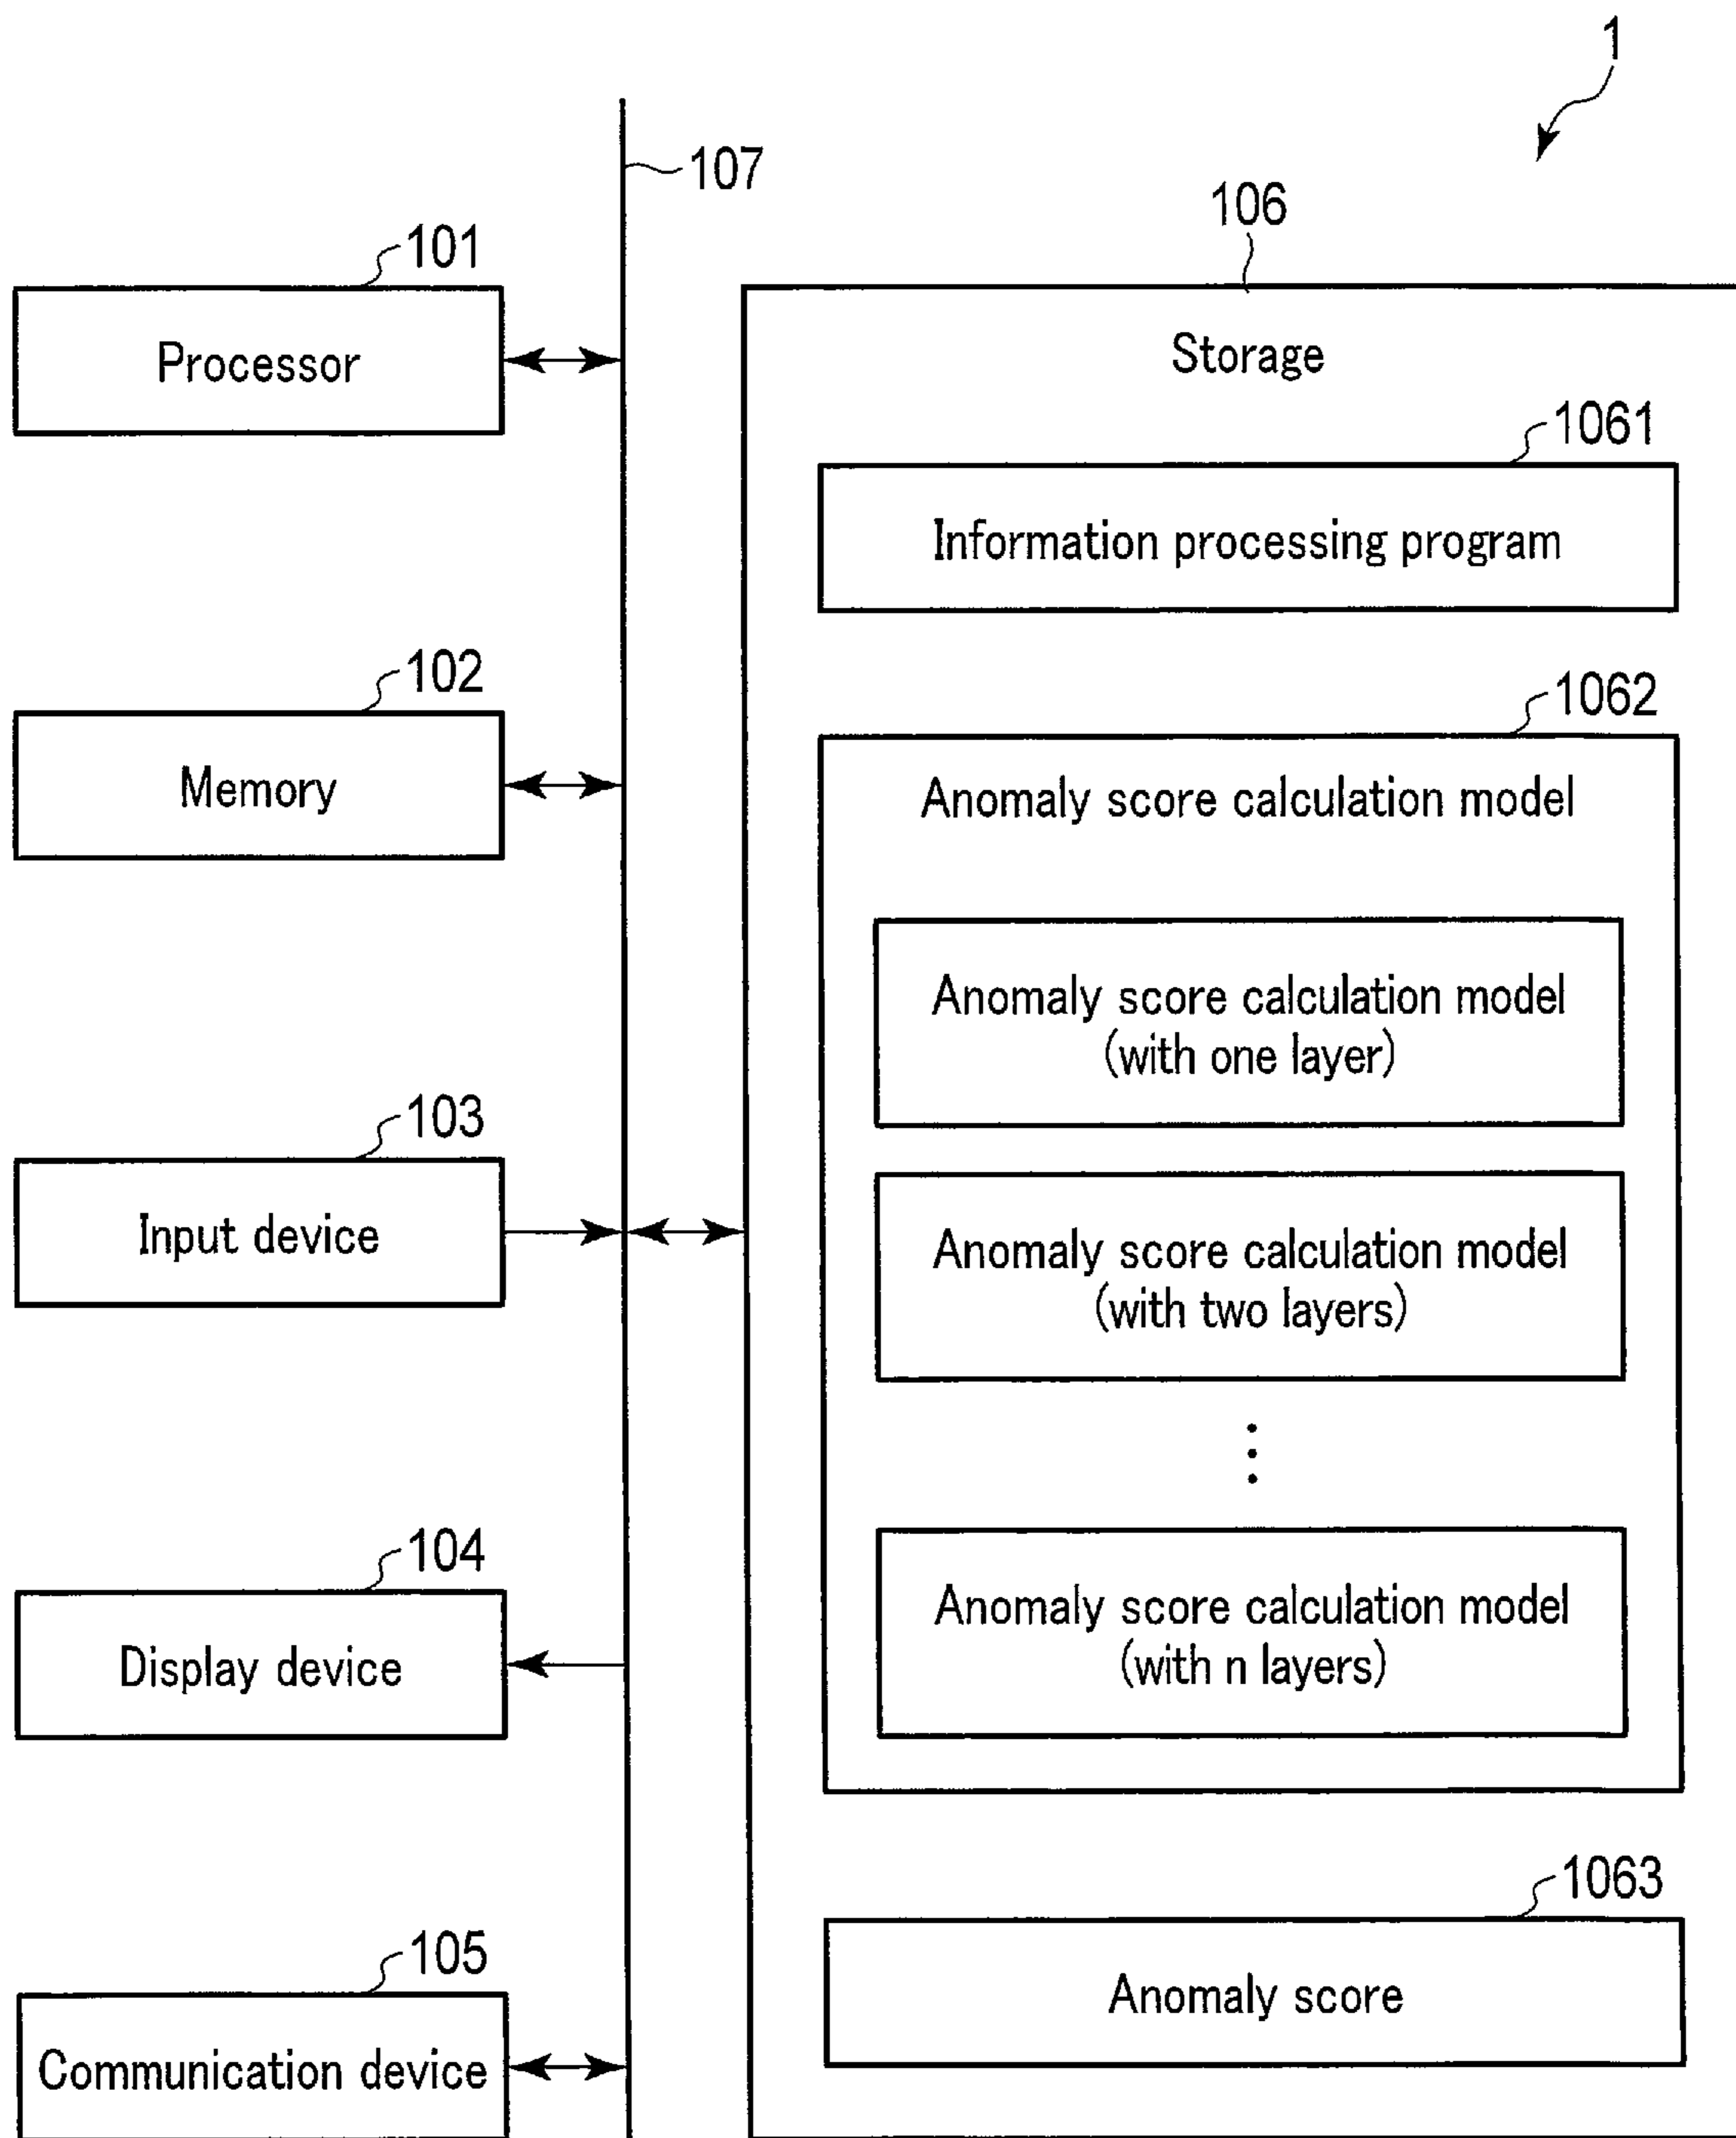 1
107
106
101
Processor
Storage
1061
Information processing program
102
Memory
1062
Anomaly score calculation model
Anomaly score calculation model
(with one layer)
103
Input device
Anomaly score calculation model
(with two layers)
104
Display device
Anomaly score calculation model
(with n layers)
1063
Anomaly score
105
Communication device